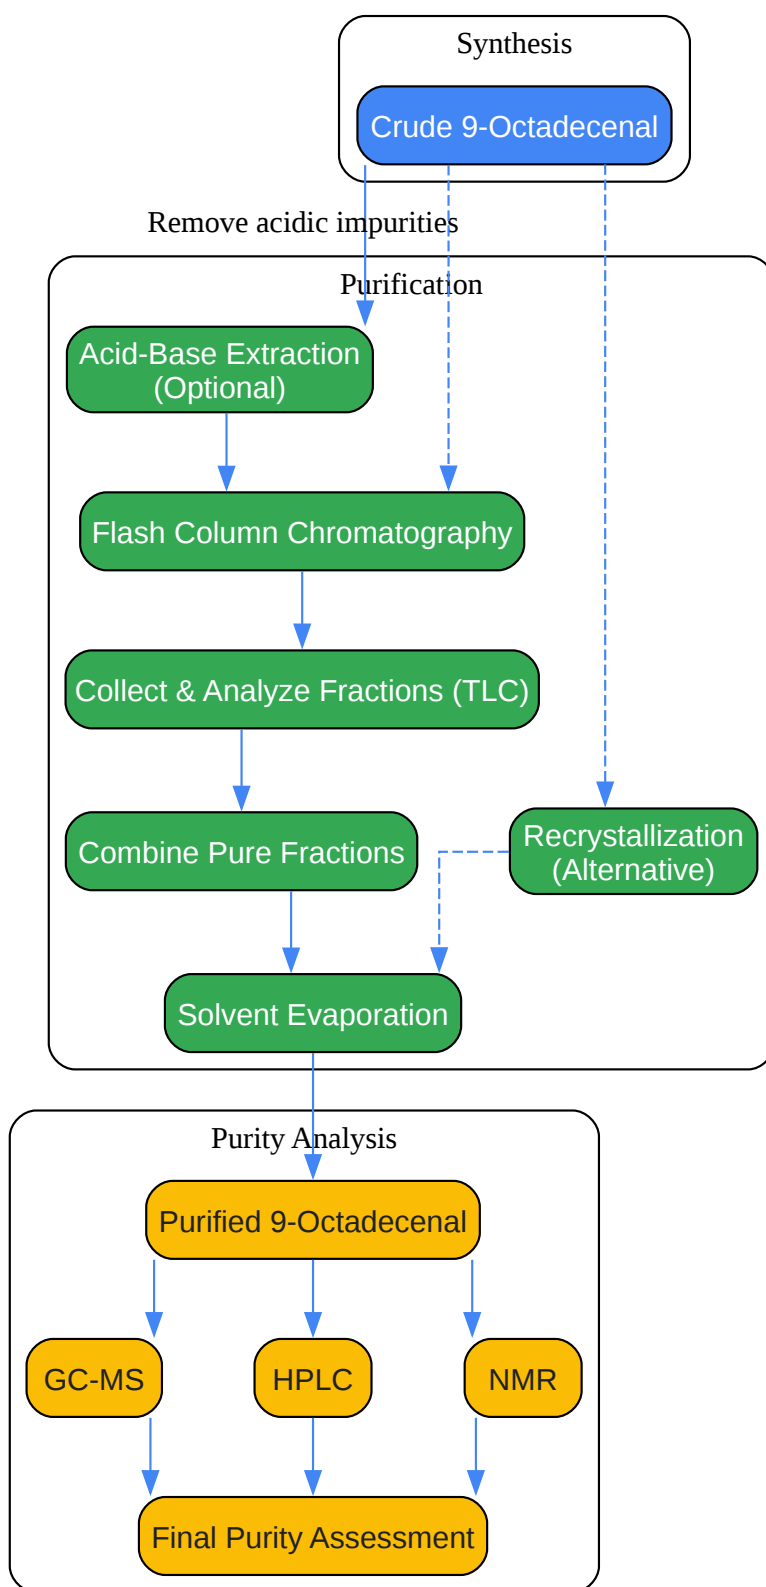 Synthesis
Crude 9-Octadecenal
Remove acidic impurities
Purification
Acid-Base Extraction
(Optional)
Flash Column Chromatography
Collect & Analyze Fractions (TLC)
Combine Pure Fractions
Recrystallization
(Alternative)
Solvent Evaporation
Purity Analysis
Purified 9-Octadecenal
GC-MS
HPLC
NMR
Final Purity Assessment